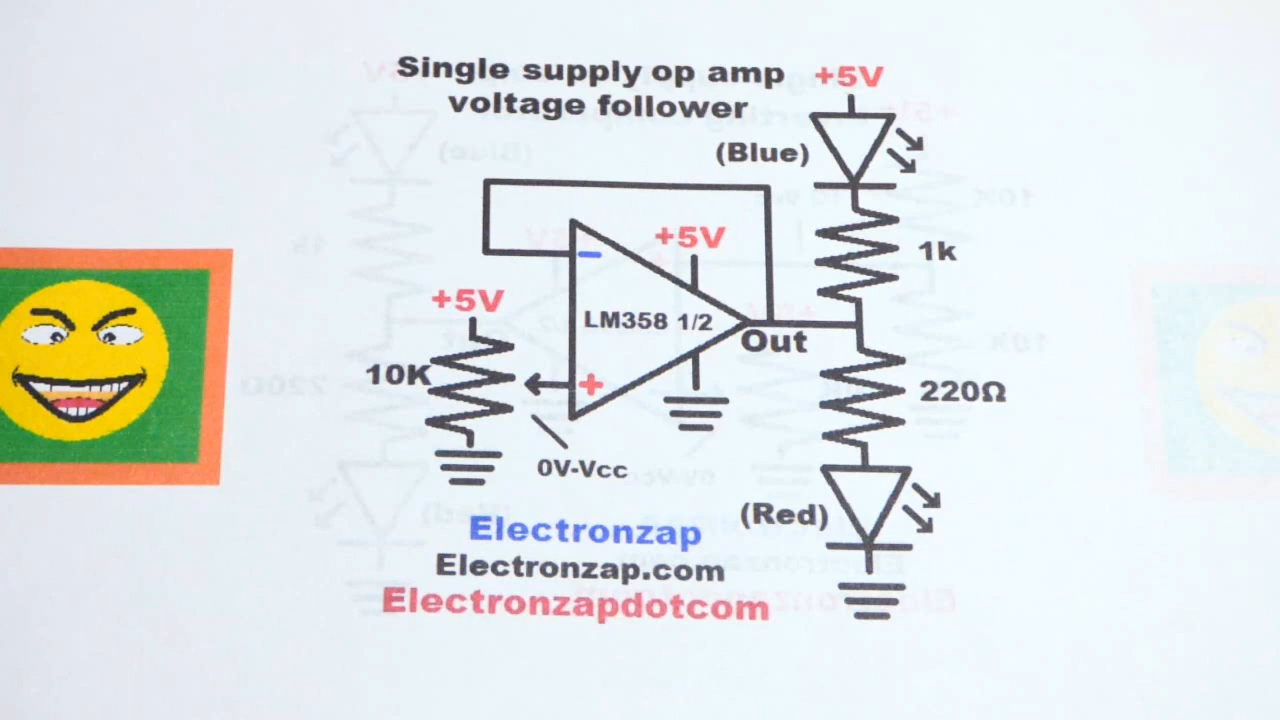 Single supply op amp
voltage follower
+5V
(Blue)
1k
-
+5V
LM358 1/2
Out
+5V
10K
+
0V-Vcc
220Ω
(Red)
Electronzap
Electronzap.com
Electronzapdotcom